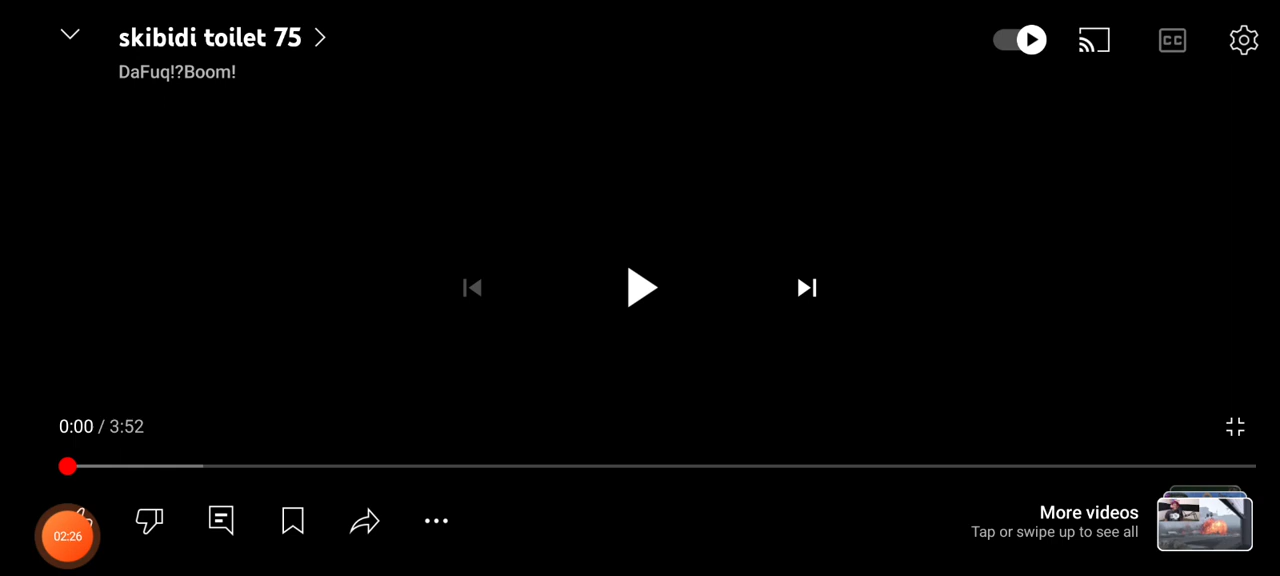 skibidi toilet 75
DaFuq!?Boom!
CC
0:00 / 3:52
02:26
More videos
Tap or swipe up to see all